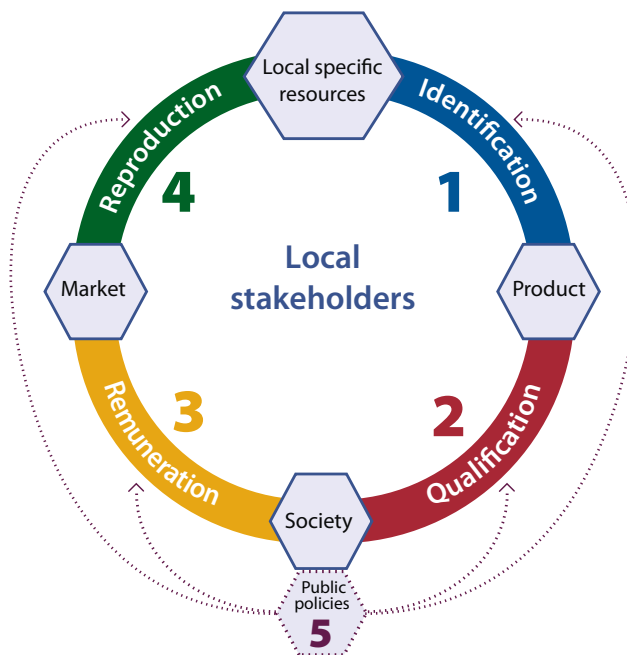 Local specific
resources
Identification
1
Product
2
Qualification
Society
3
Remuneration
Market
4
Reproduction
Local
stakeholders
Public
policies
5